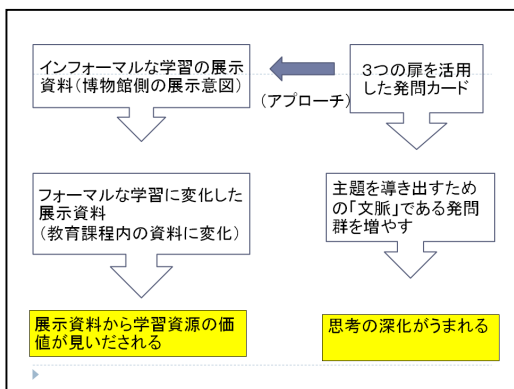 インフォーマルな学習の展示
資料(博物館側の展示意図)
(アプローチ)
3つの扉を活用
した発問カード
フォーマルな学習に変化した
展示資料
(教育課程内の資料に変化)
主題を導き出すため
の「文脈」である発問
群を増やす
展示資料から学習資源の価
値が見いだされる
思考の深化がうまれる